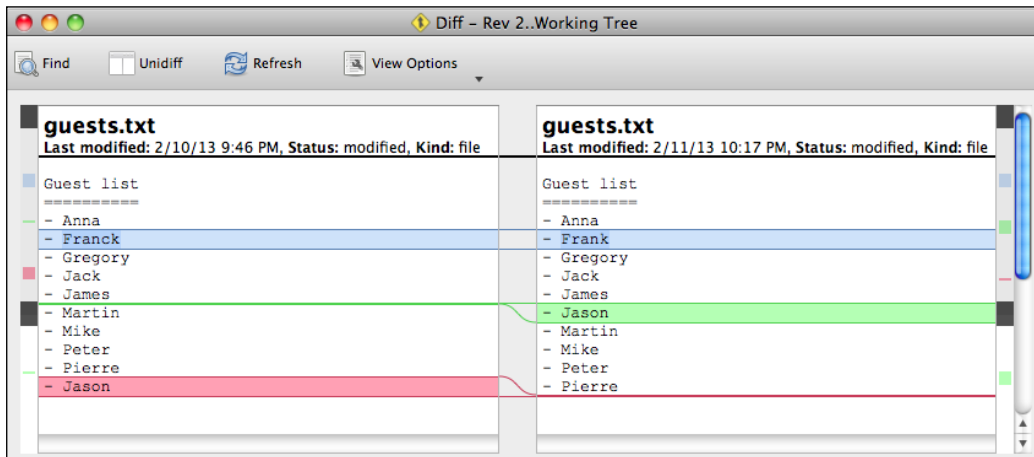 Diff – Rev 2..Working Tree
Find Unidiff Refresh View Options
guests.txt
Last modified: 2/10/13 9:46 PM, Status: modified, Kind: file
Guest list
==========
- Anna
- Franck
- Gregory
- Jack
- James
- Martin
- Mike
- Peter
- Pierre
- Jason
guests.txt
Last modified: 2/11/13 10:17 PM, Status: modified, Kind: file
Guest list
==========
- Anna
- Frank
- Gregory
- Jack
- James
- Jason
- Martin
- Mike
- Peter
- Pierre